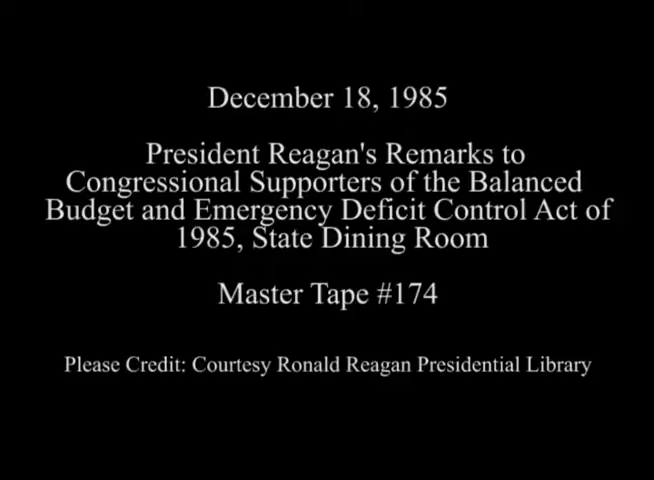 December 18, 1985
President Reagan's Remarks to
Congressional Supporters of the Balanced
Budget and Emergency Deficit Control Act of
1985, State Dining Room
Master Tape #174
Please Credit: Courtesy Ronald Reagan Presidential Library